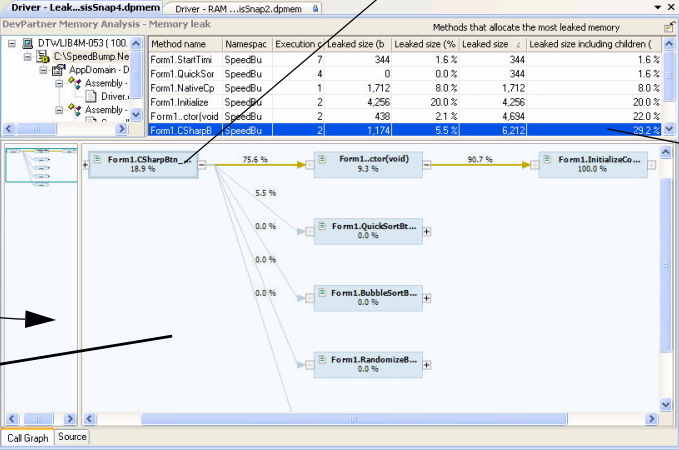 Driver - Leak...sisSnap4.dpmem
Driver - RAM ...isSnap2.dpmem
DevPartner Memory Analysis - Memory leak
Methods that allocate the most leaked memory
DTWLIB4M-053 ( 100.
C:\SpeedBump.Ne
AppDomain - D
Assembly -
Driver.
Assembly -
Method name Namespac Execution c Leaked size (b Leaked size (% Leaked size Leaked size including children (
Form1.StartTimi SpeedBu 7 344 1.6 % 344 1.6 %
Form1.QuickSor SpeedBu 4 0 0.0 % 344 1.6 %
Form1.NativeCp SpeedBu 1 1,712 8.0 % 1,712 8.0 %
Form1.Initialize SpeedBu 2 4,256 20.0 % 4,256 20.0 %
Form1..ctor(void) SpeedBu 2 438 2.1 % 4,694 22.0 %
Form1.CSharpB SpeedBu 2 1,174 5.5 % 6,212 29.2 %
Form1.CSharpBtn_...
18.9 %
75.6 %
Form1..ctor(void)
9.3 %
90.7 %
Form1.InitializeCo...
100.0 %
5.5 %
0.0 %
Form1.QuickSortBt...
0.0 %
0.0 %
0.0 %
Form1.BubbleSortB...
0.0 %
Form1.RandomizeB...
0.0 %
Call Graph
Source